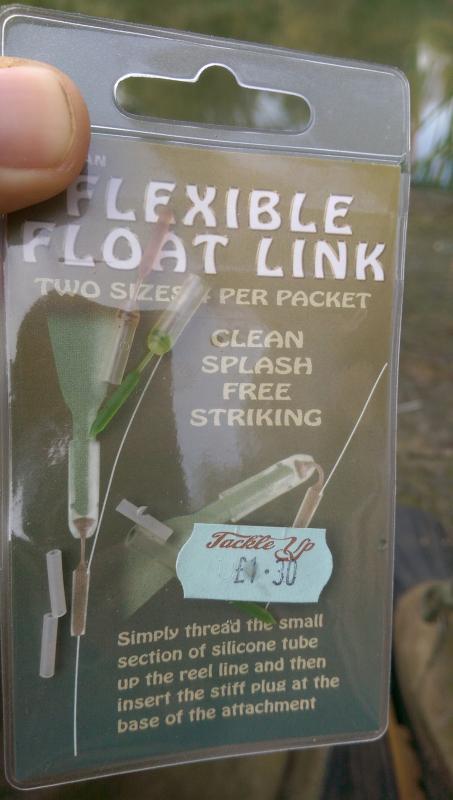 FLEXIBLE
FLOAT LINK
TWO SIZES 4 PER PACKET
CLEAN
SPLASH
FREE
STRIKING
Tackle Up
£1.30
Simply thread the small
section of silicone tube
up the reel line and then
insert the stiff plug at the
base of the attachment